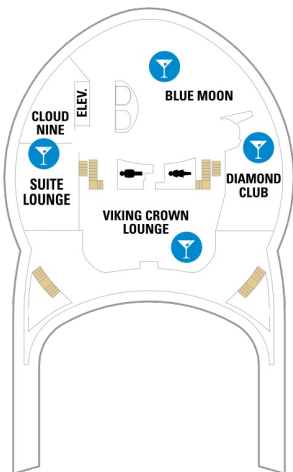 BLUE MOON
ELEV.
CLOUD
NINE
SUITE
LOUNGE
DIAMOND
CLUB
VIKING CROWN
LOUNGE